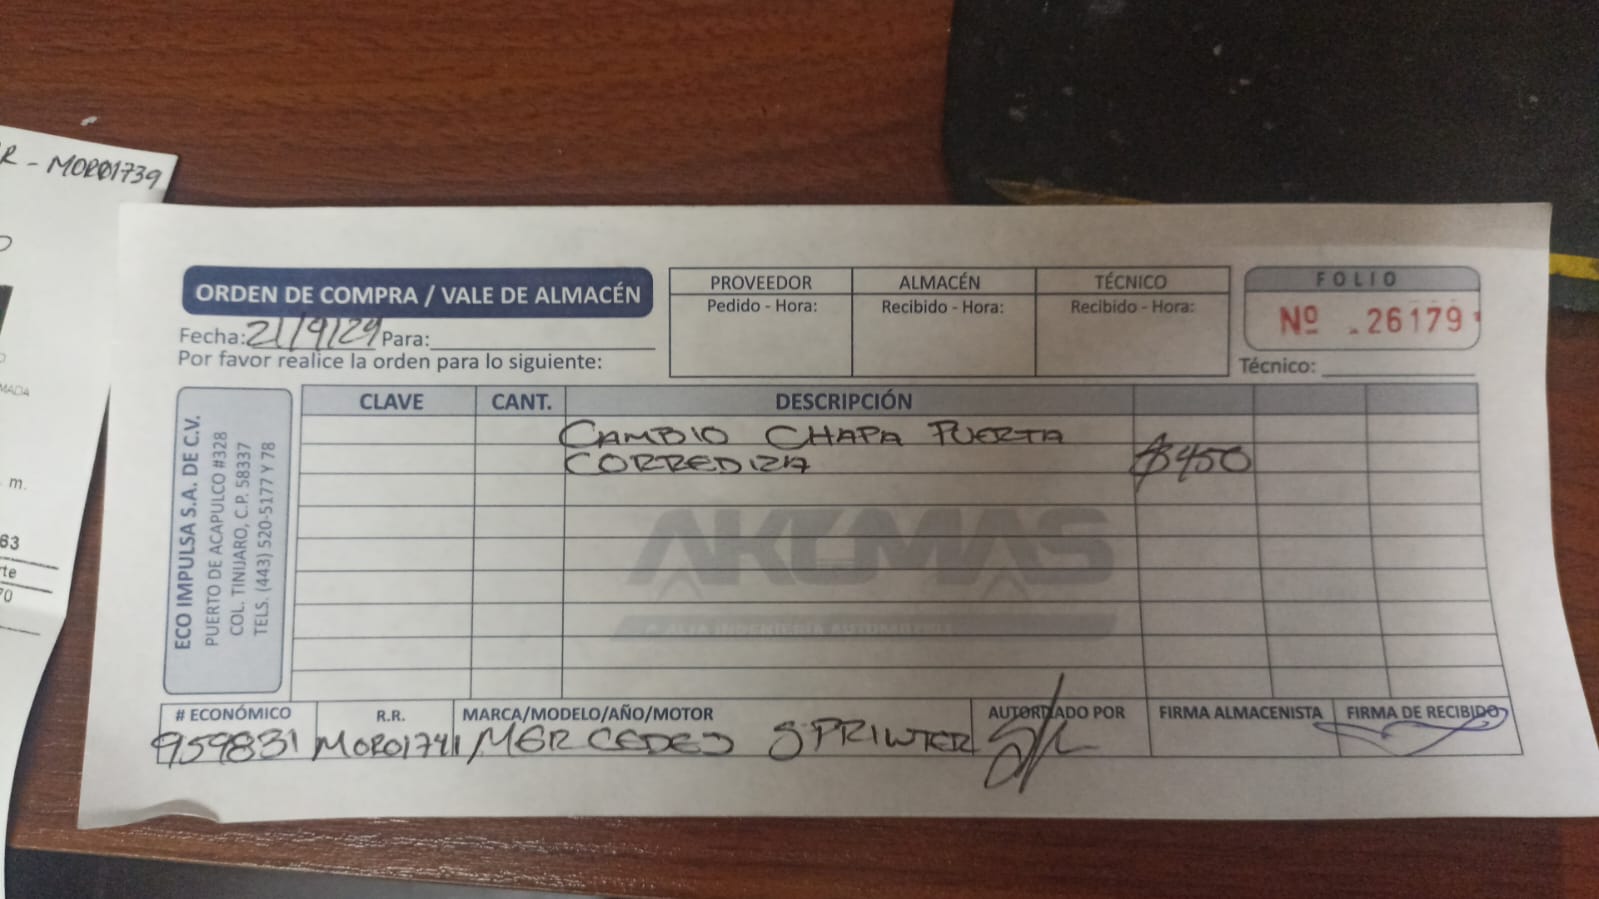 R - MOR01739
MADA
m.
63
rte
70
ORDEN DE COMPRA / VALE DE ALMACÉN
Fecha: 21/9/24 Para:
Por favor realice la orden para lo siguiente:
PROVEEDOR
Pedido - Hora:
ALMACÉN
Recibido - Hora:
TÉCNICO
Recibido - Hora:
FOLIO
Nº 26179
Técnico:
ECO IMPULSA S.A. DE C.V.
PUERTO DE ACAPULCO #328
COL. TINIJARO, C.P. 58337
TELS. (443) 520-5177 Y 78
CLAVE CANT. DESCRIPCIÓN
CAMBIO CHAPA PUERTA
CORREDIZA $450
AKUMAS
LA ALTA INGENIERÍA AUTOMOTRIZ
# ECONÓMICO R.R. MARCA/MODELO/AÑO/MOTOR AUTORIZADO POR FIRMA ALMACENISTA FIRMA DE RECIBIDO
959831 MOR01741 MERCEDES SPRINTER